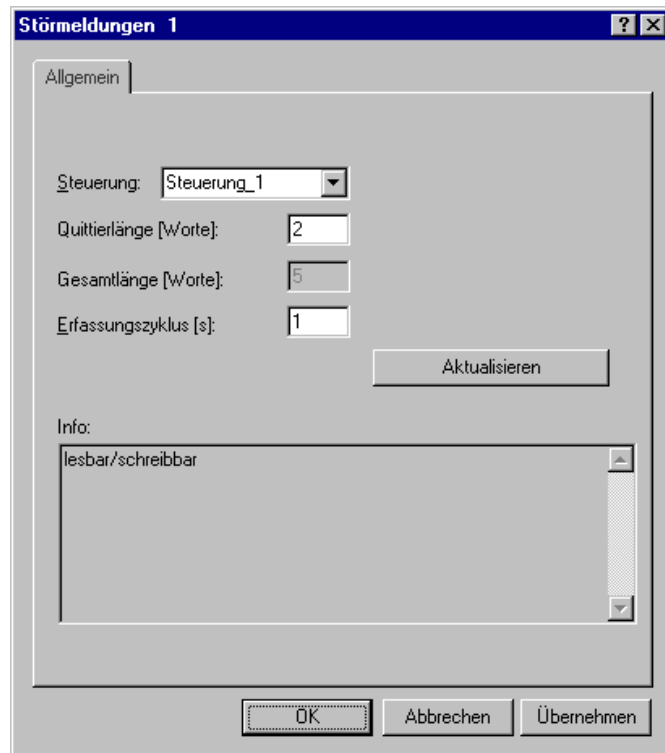 Störmeldungen 1
Allgemein
Steuerung: Steuerung_1
Quittierlänge [Worte]: 2
Gesamtlänge [Worte]: 5
Erfassungszyklus [s]: 1
Aktualisieren
Info:
lesbar/schreibbar
OK Abbrechen Übernehmen